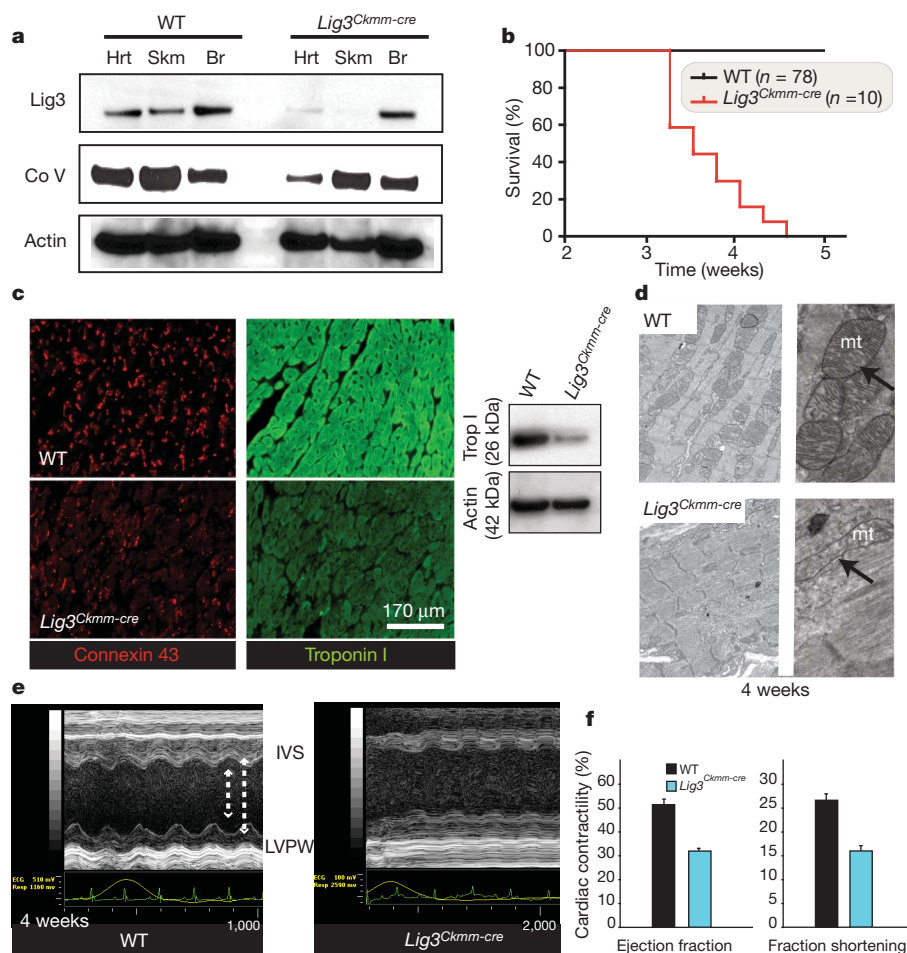 a
WT
Lig3Ckmm-cre
Hrt Skm Br
Hrt Skm Br
Lig3
Co V
Actin
b
Survival (%)
100
80
60
40
20
0
WT (n = 78)
Lig3Ckmm-cre (n =10)
2 3 4 5
Time (weeks)
c
WT
Lig3Ckmm-cre
170 μm
Connexin 43
Troponin I
WT
Lig3Ckmm-cre
Trop I
(26 kDa)
Actin
(42 kDa)
d
WT
mt
Lig3Ckmm-cre
mt
4 weeks
e
IVS
LVPW
ECG 510 mV
Resp 1160 mv
4 weeks
1,000
WT
ECG 100 mV
Resp 2590 mv
2,000
Lig3Ckmm-cre
f
WT
Lig3Ckmm-cre
Cardiac contractility (%)
60
50
40
30
20
10
0
Ejection fraction
30
25
20
15
10
5
0
Fraction shortening